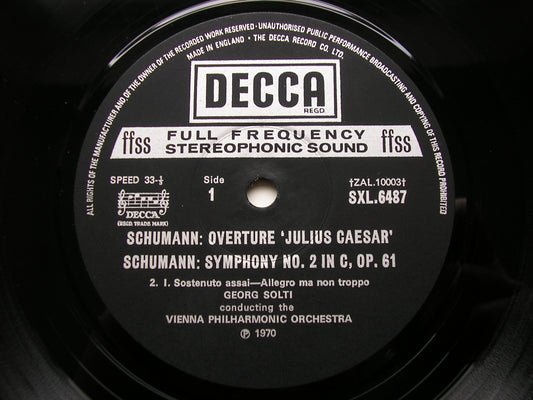 ALL RIGHTS OF THE MANUFACTURER AND OF THE OWNER OF THE RECORDED WORK RESERVED · UNAUTHORISED PUBLIC PERFORMANCE BROADCASTING AND COPYING OF THIS RECORD PROHIBITED
MADE IN ENGLAND · THE DECCA RECORD CO. LTD.
DECCA
REGD.
ffss FULL FREQUENCY ffss
STEREOPHONIC SOUND
SPEED 33-⅓ Side †ZAL.10003†
1 SXL.6487
DECCA
(REGD. TRADE MARK)
SCHUMANN: OVERTURE 'JULIUS CAESAR'
SCHUMANN: SYMPHONY NO. 2 IN C, OP. 61
2. I. Sostenuto assai—Allegro ma non troppo
GEORG SOLTI
conducting the
VIENNA PHILHARMONIC ORCHESTRA
℗ 1970